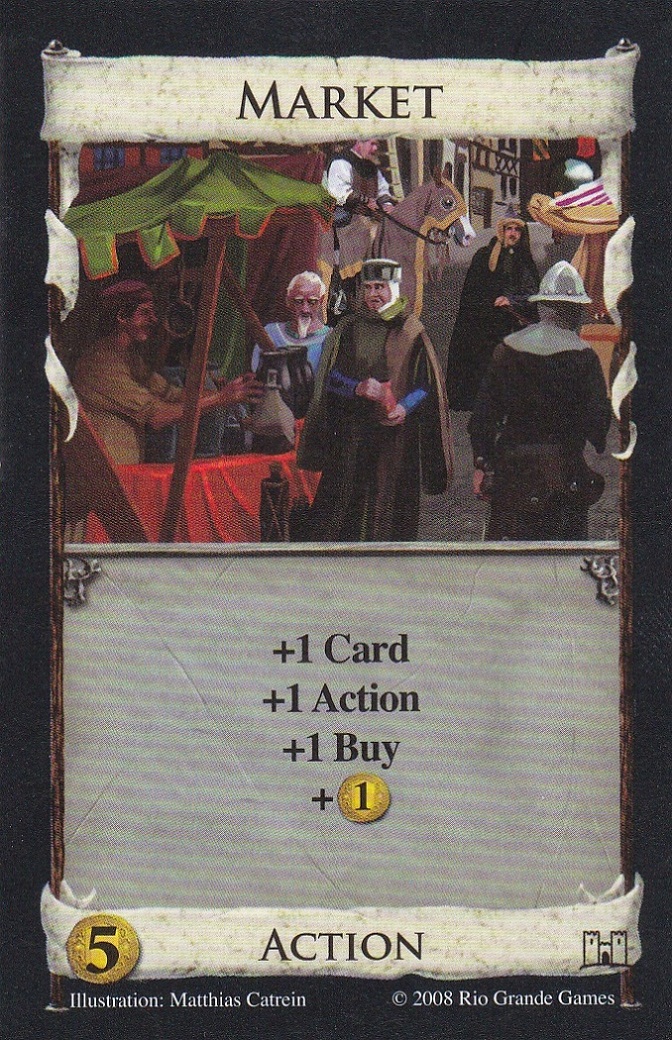 MARKET
+1 Card
+1 Action
+1 Buy
+ 1
5 ACTION
Illustration: Matthias Catrein © 2008 Rio Grande Games